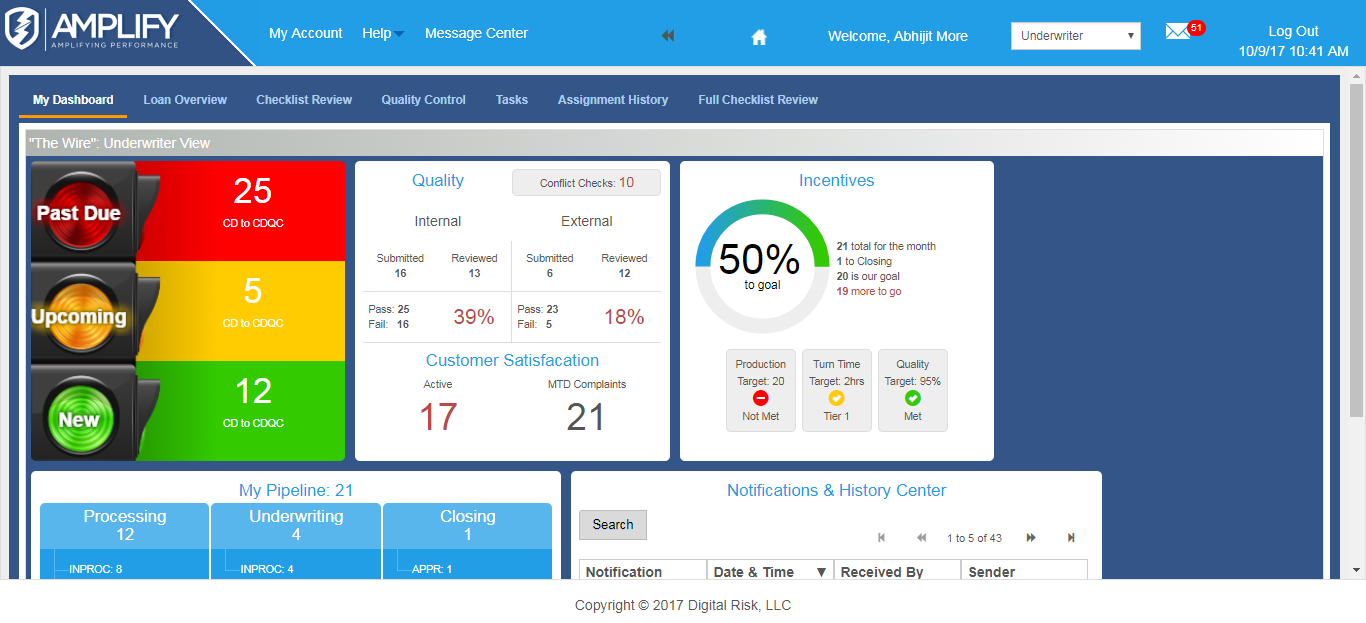 AMPLIFY
AMPLIFYING PERFORMANCE
My Account Help Message Center
Welcome, Abhijit More
Underwriter
51
Log Out
10/9/17 10:41 AM
My Dashboard Loan Overview Checklist Review Quality Control Tasks Assignment History Full Checklist Review
"The Wire": Underwriter View
Past Due
25
CD to CDQC
Upcoming
5
CD to CDQC
New
12
CD to CDQC
Quality
Conflict Checks: 10
Internal External
Submitted Reviewed Submitted Reviewed
16 13 6 12
Pass: 25 39% Pass: 23 18%
Fail: 16 Fail: 5
Customer Satisfacation
Active MTD Complaints
17 21
Incentives
50%
to goal
21 total for the month
1 to Closing
20 is our goal
19 more to go
Production Turn Time Quality
Target: 20 Target: 2hrs Target: 95%
Not Met Tier 1 Met
My Pipeline: 21
Processing Underwriting Closing
12 4 1
INPROC: 8 INPROC: 4 APPR: 1
Notifications & History Center
Search
1 to 5 of 43
Notification Date & Time ▼ Received By Sender
Copyright © 2017 Digital Risk, LLC